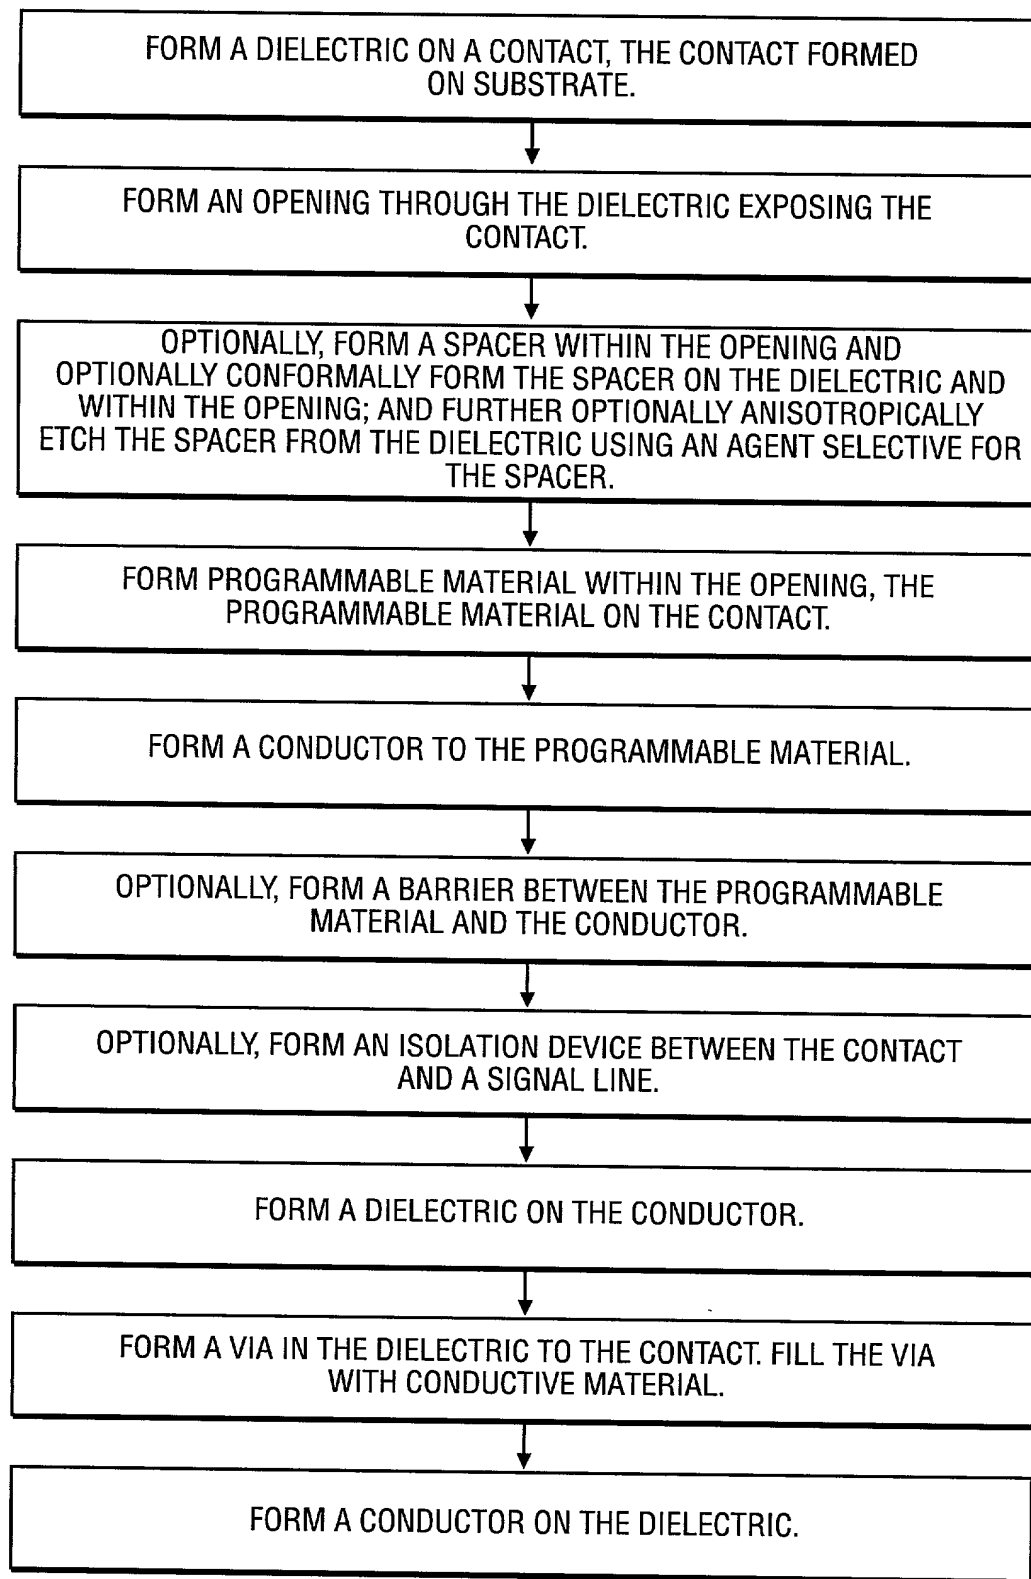 FORM A DIELECTRIC ON A CONTACT, THE CONTACT FORMED
ON SUBSTRATE.
FORM AN OPENING THROUGH THE DIELECTRIC EXPOSING THE
CONTACT.
OPTIONALLY, FORM A SPACER WITHIN THE OPENING AND
OPTIONALLY CONFORMALLY FORM THE SPACER ON THE DIELECTRIC AND
WITHIN THE OPENING; AND FURTHER OPTIONALLY ANISOTROPICALLY
ETCH THE SPACER FROM THE DIELECTRIC USING AN AGENT SELECTIVE FOR
THE SPACER.
FORM PROGRAMMABLE MATERIAL WITHIN THE OPENING, THE
PROGRAMMABLE MATERIAL ON THE CONTACT.
FORM A CONDUCTOR TO THE PROGRAMMABLE MATERIAL.
OPTIONALLY, FORM A BARRIER BETWEEN THE PROGRAMMABLE
MATERIAL AND THE CONDUCTOR.
OPTIONALLY, FORM AN ISOLATION DEVICE BETWEEN THE CONTACT
AND A SIGNAL LINE.
FORM A DIELECTRIC ON THE CONDUCTOR.
FORM A VIA IN THE DIELECTRIC TO THE CONTACT. FILL THE VIA
WITH CONDUCTIVE MATERIAL.
FORM A CONDUCTOR ON THE DIELECTRIC.